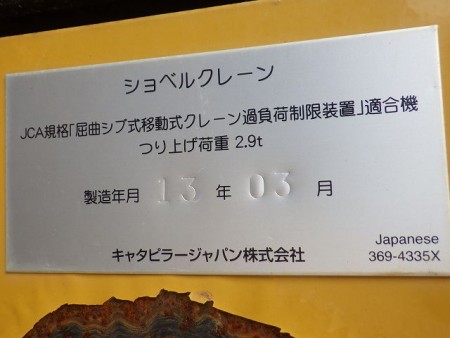 ショベルクレーン
JCA規格「屈曲ジブ式移動式クレーン過負荷制限装置」適合機
つり上げ荷重 2.9t
製造年月 13 年 03 月
キャタピラージャパン株式会社
Japanese
369-4335X